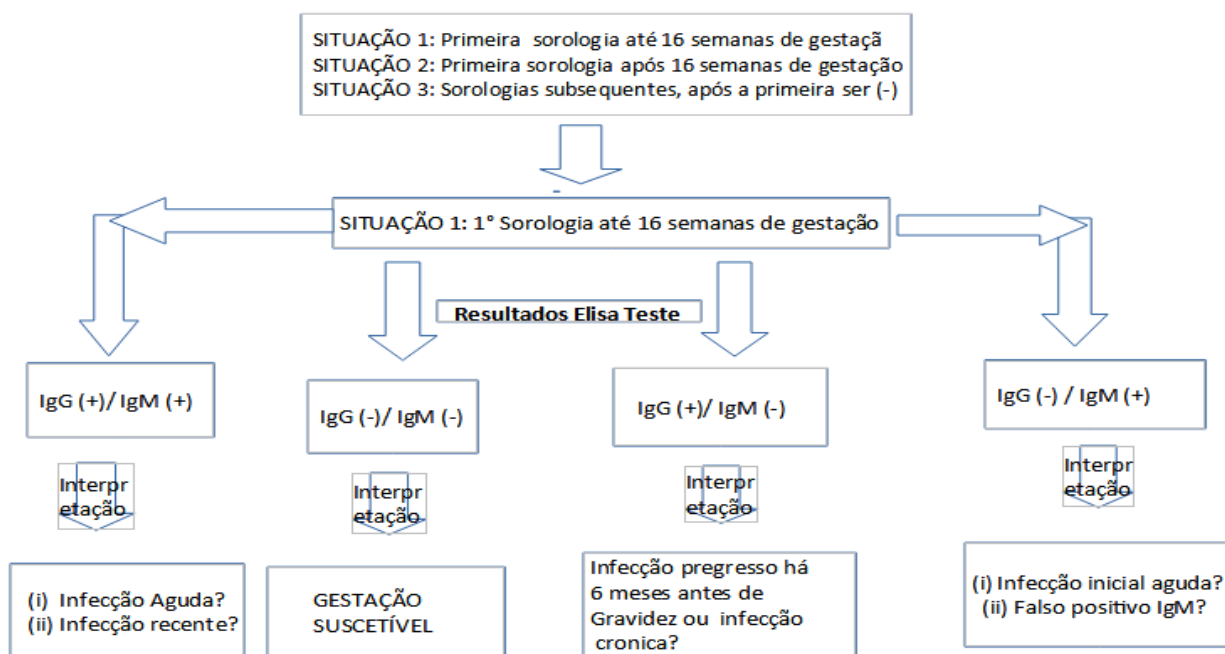 SITUAÇÃO 1: Primeira sorologia até 16 semanas de gestaçã
SITUAÇÃO 2: Primeira sorologia após 16 semanas de gestação
SITUAÇÃO 3: Sorologias subsequentes, após a primeira ser (-)
SITUAÇÃO 1: 1° Sorologia até 16 semanas de gestação
Resultados Elisa Teste
IgG (+)/ IgM (+)
IgG (-)/ IgM (-)
IgG (+)/ IgM (-)
IgG (-) / IgM (+)
Interpr
etação
Interpr
etação
Interpr
etação
Interpr
etação
(i) Infecção Aguda?
(ii) Infecção recente?
GESTAÇÃO
SUSCETÍVEL
Infecção pregresso há
6 meses antes de
Gravidez ou infecção
cronica?
(i) Infecção inicial aguda?
(ii) Falso positivo IgM?